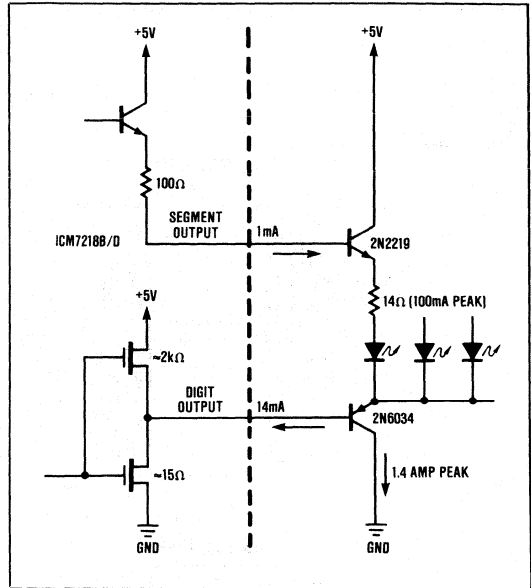 +5V
+5V
100Ω
SEGMENT
OUTPUT
1mA
ICM7218B/D
2N2219
14Ω (100mA PEAK)
+5V
≈2kΩ
DIGIT
OUTPUT
14mA
2N6034
≈15Ω
1.4 AMP PEAK
GND
GND